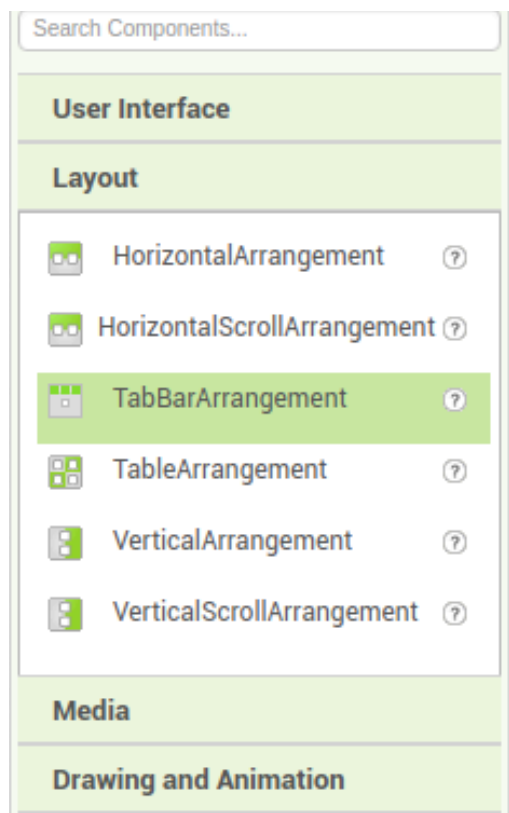 Search Components...
User Interface
Layout
HorizontalArrangement ?
HorizontalScrollArrangement ?
TabBarArrangement ?
TableArrangement ?
VerticalArrangement ?
VerticalScrollArrangement ?
Media
Drawing and Animation